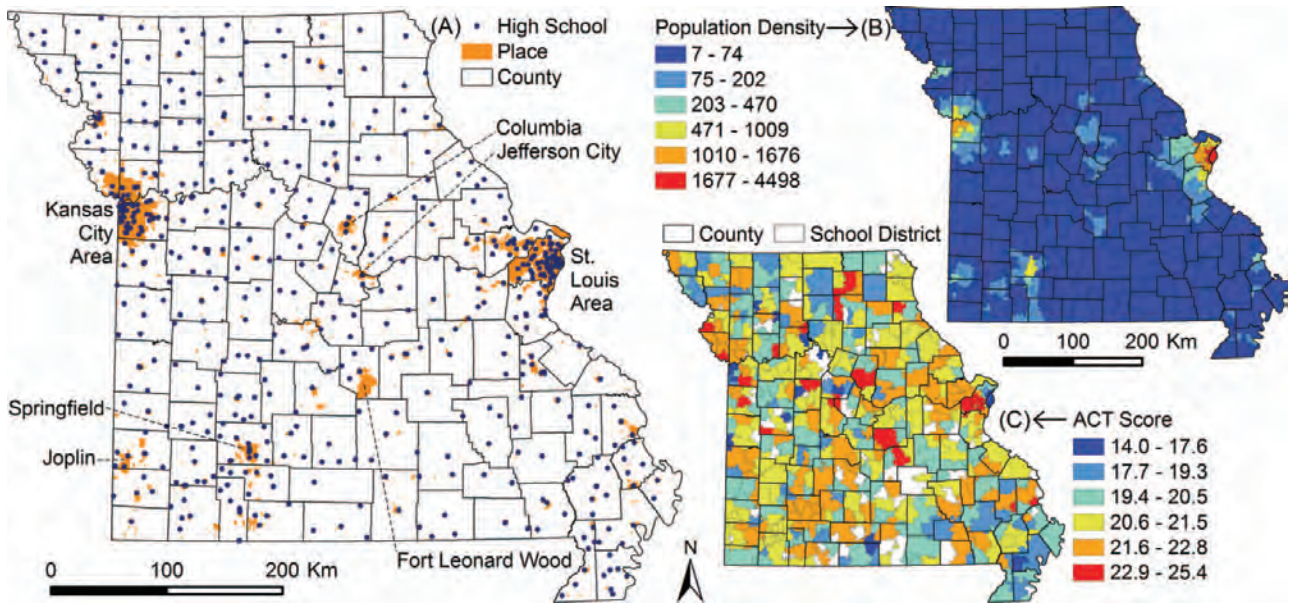 (A)
High School
Place
County
Columbia
Jefferson City
Kansas
City
Area
St.
Louis
Area
Springfield
Joplin
Fort Leonard Wood
0 100 200 Km
Population Density (B)
7 - 74
75 - 202
203 - 470
471 - 1009
1010 - 1676
1677 - 4498
0 100 200 Km
County School District
(C) ACT Score
14.0 - 17.6
17.7 - 19.3
19.4 - 20.5
20.6 - 21.5
21.6 - 22.8
22.9 - 25.4
N